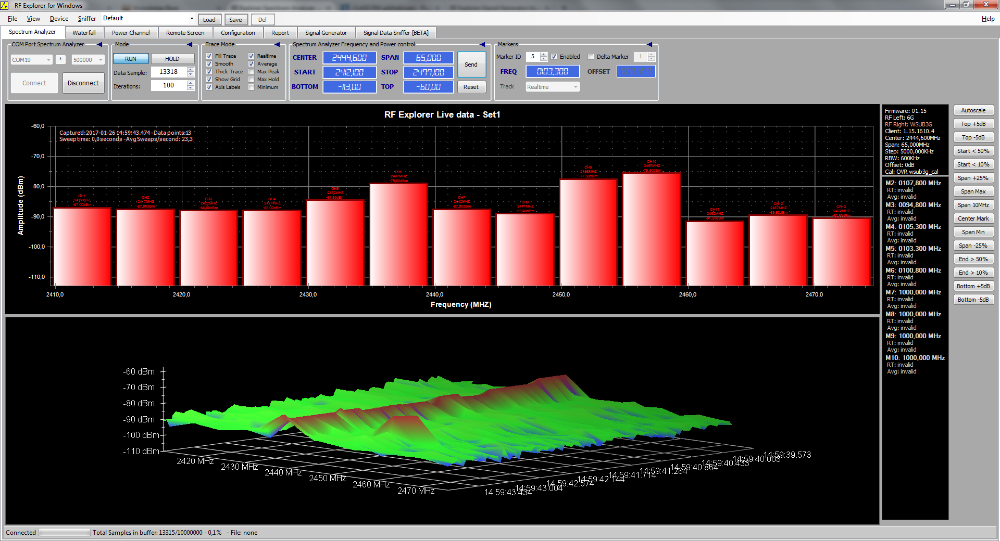 RF Explorer for Windows
File View Device Sniffer Default Load Save Del Help
Spectrum Analyzer Waterfall Power Channel Remote Screen Configuration Report Signal Generator Signal Data Sniffer [BETA]
COM Port Spectrum Analyzer
COM19 * 500000
Connect Disconnect
Mode
RUN HOLD
Data Sample: 13318
Iterations: 100
Trace Mode
Fill Trace Realtime
Smooth Average
Thick Trace Max Peak
Show Grid Max Hold
Axis Labels Minimum
Spectrum Analyzer Frequency and Power control
CENTER 2444,600 SPAN 65,000
START 2412,100 STOP 2477,100
BOTTOM -113,00 TOP -60,00
Send
Reset
Markers
Marker ID 5 Enabled Delta Marker 1
FREQ 0103,300 OFFSET
Track Realtime
RF Explorer Live data - Set1
Captured:2017-01-26 14:59:43.474 - Data points:13
Sweep time: 0,0 seconds - Avg Sweeps/second: 23,3
Amplitude (dBm)
-60,0
-70,0
-80,0
-90,0
-100,0
-110,0
CH1
2412MHZ
-87,00dBm
CH2
2417MHZ
-87,50dBm
CH3
2422MHZ
-88,00dBm
CH4
2427MHZ
-88,00dBm
CH5
2432MHZ
-84,50dBm
CH6
2437MHZ
-79,00dBm
CH7
2442MHZ
-87,50dBm
CH8
2447MHZ
-89,00dBm
CH9
2452MHZ
-77,50dBm
CH10
2457MHZ
-75,50dBm
CH11
2462MHZ
-91,50dBm
CH12
2467MHZ
-89,50dBm
CH13
2472MHZ
-90,50dBm
2410,0 2420,0 2430,0 2440,0 2450,0 2460,0 2470,0
Frequency (MHZ)
-60 dBm
-70 dBm
-80 dBm
-90 dBm
-100 dBm
-110 dBm
2420 MHz
2430 MHz
2440 MHz
2450 MHz
2460 MHz
2470 MHz
14:59:43.434
14:59:43.004
14:59:42.574
14:59:42.144
14:59:41.714
14:59:41.284
14:59:40.864
14:59:40.433
14:59:40.003
14:59:39.573
Firmware: 01.15
RF Left: 6G
RF Right: WSUB3G
Client: 1.15.1610.4
Center: 2444,600MHz
Span: 65,000MHz
Step: 5000,000KHz
RBW: 600KHz
Offset: 0dB
Cal: OVR wsub3g_cal
M2: 0107,800 MHz
RT: invalid
Avg: invalid
M3: 0094,800 MHz
RT: invalid
Avg: invalid
M4: 0105,300 MHz
RT: invalid
Avg: invalid
M5: 0103,300 MHz
RT: invalid
Avg: invalid
M6: 0100,800 MHz
RT: invalid
Avg: invalid
M7: 1000,000 MHz
RT: invalid
Avg: invalid
M8: 1000,000 MHz
RT: invalid
Avg: invalid
M9: 1000,000 MHz
RT: invalid
Avg: invalid
M10: 1000,000 MHz
RT: invalid
Avg: invalid
Autoscale
Top +5dB
Top -5dB
Start < 50%
Start < 10%
Span +25%
Span Max
Span 10MHz
Center Mark
Span Min
Span -25%
End > 50%
End > 10%
Bottom +5dB
Bottom -5dB
Connected Total Samples in buffer: 13315/10000000 - 0,1% - File: none